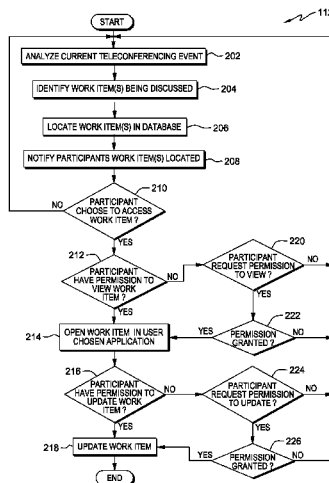 START
112
ANALYZE CURRENT TELECONFERENCING EVENT
202
IDENTIFY WORK ITEM(S) BEING DISCUSSED
204
LOCATE WORK ITEM(S) IN DATABASE
206
NOTIFY PARTICIPANTS WORK ITEM(S) LOCATED
208
210
PARTICIPANT
CHOOSE TO ACCESS
WORK ITEM ?
NO
YES
212
PARTICIPANT
HAVE PERMISSION TO
VIEW WORK
ITEM ?
NO
YES
220
PARTICIPANT
REQUEST PERMISSION
TO VIEW ?
NO
YES
214
OPEN WORK ITEM IN USER
CHOSEN APPLICATION
222
PERMISSION
GRANTED ?
YES
NO
216
PARTICIPANT
HAVE PERMISSION TO
UPDATE WORK
ITEM ?
NO
YES
224
PARTICIPANT
REQUEST PERMISSION
TO UPDATE ?
NO
YES
218
UPDATE WORK ITEM
226
PERMISSION
GRANTED ?
YES
NO
END